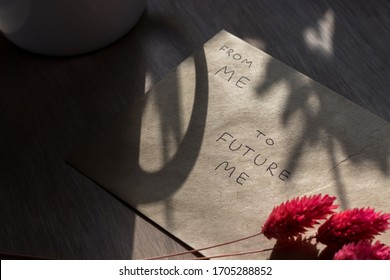 FROM
ME
TO
FUTURE
ME
shutterstock.com · 1705288852